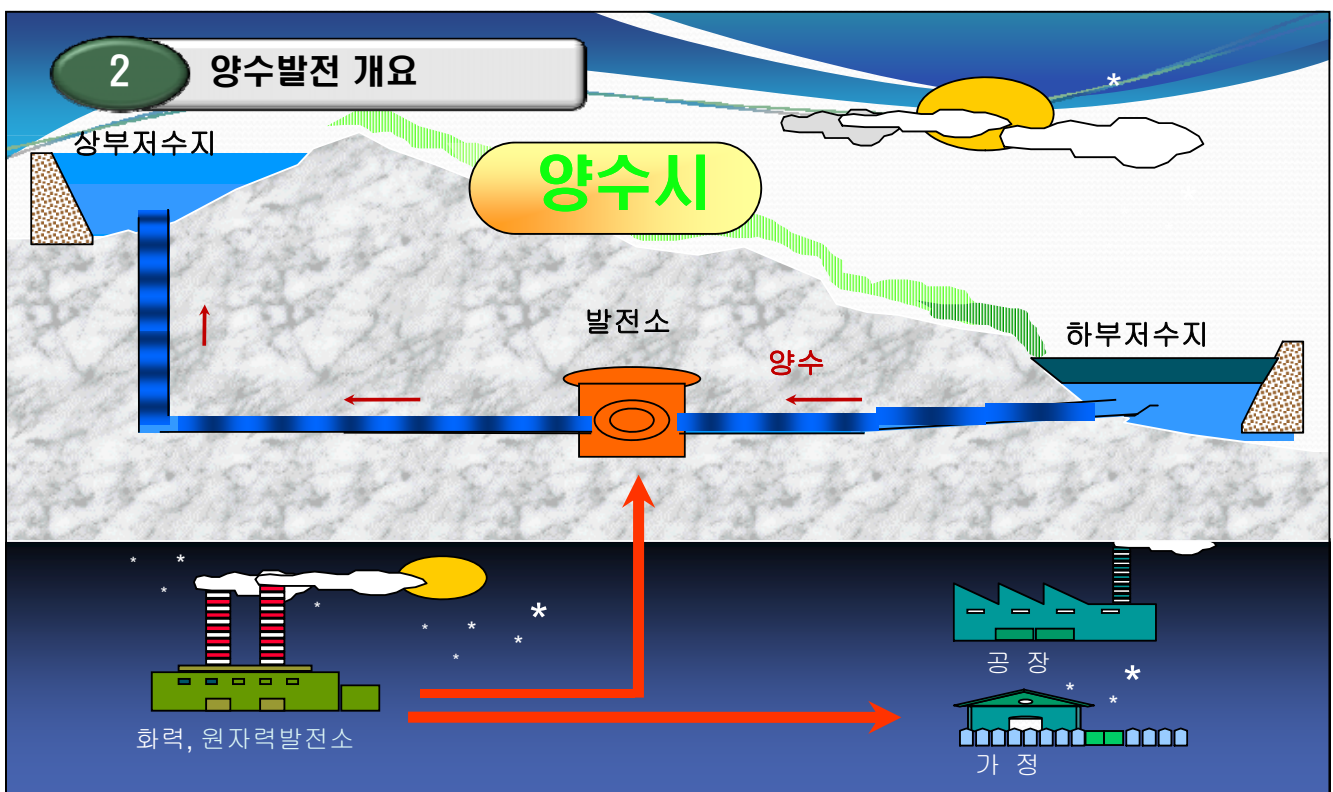 2
양수발전 개요
상부저수지
양수시
발전소
양수
하부저수지
공 장
화력, 원자력발전소
가 정